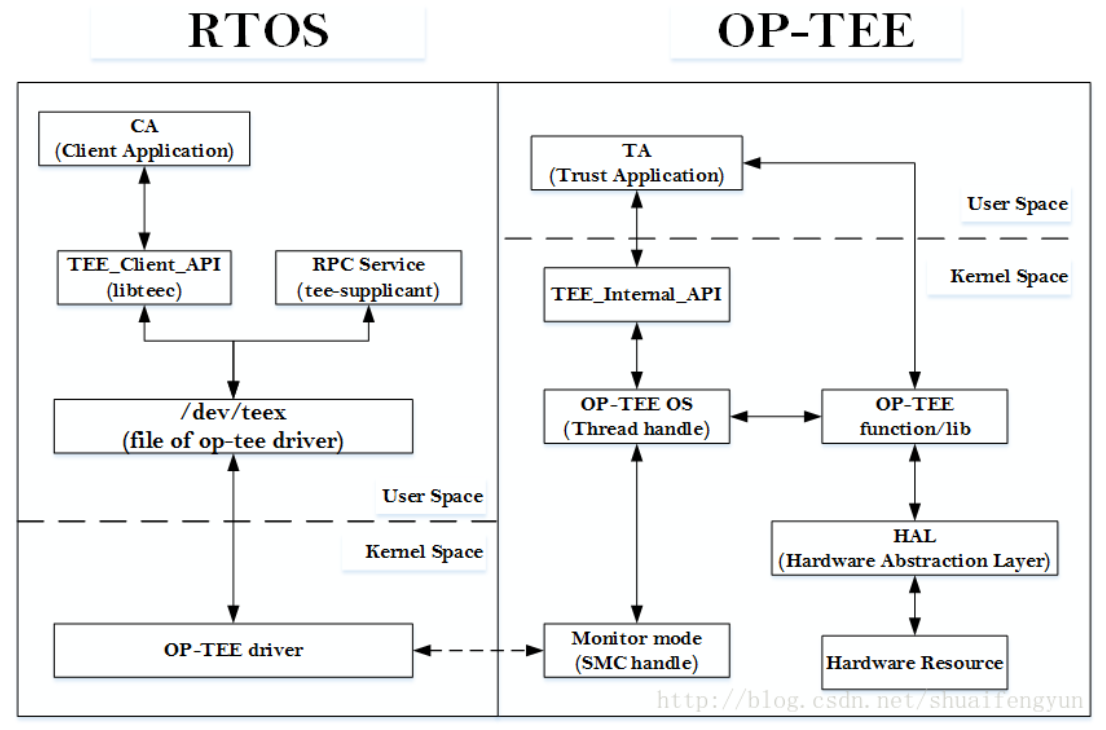 RTOS
OP-TEE
CA
(Client Application)
TEE_Client_API
(libteec)
RPC Service
(tee-supplicant)
/dev/teex
(file of op-tee driver)
User Space
Kernel Space
OP-TEE driver
TA
(Trust Application)
User Space
Kernel Space
TEE_Internal_API
OP-TEE OS
(Thread handle)
OP-TEE
function/lib
HAL
(Hardware Abstraction Layer)
Monitor mode
(SMC handle)
Hardware Resource
http://blog.csdn.net/shuaifengyun